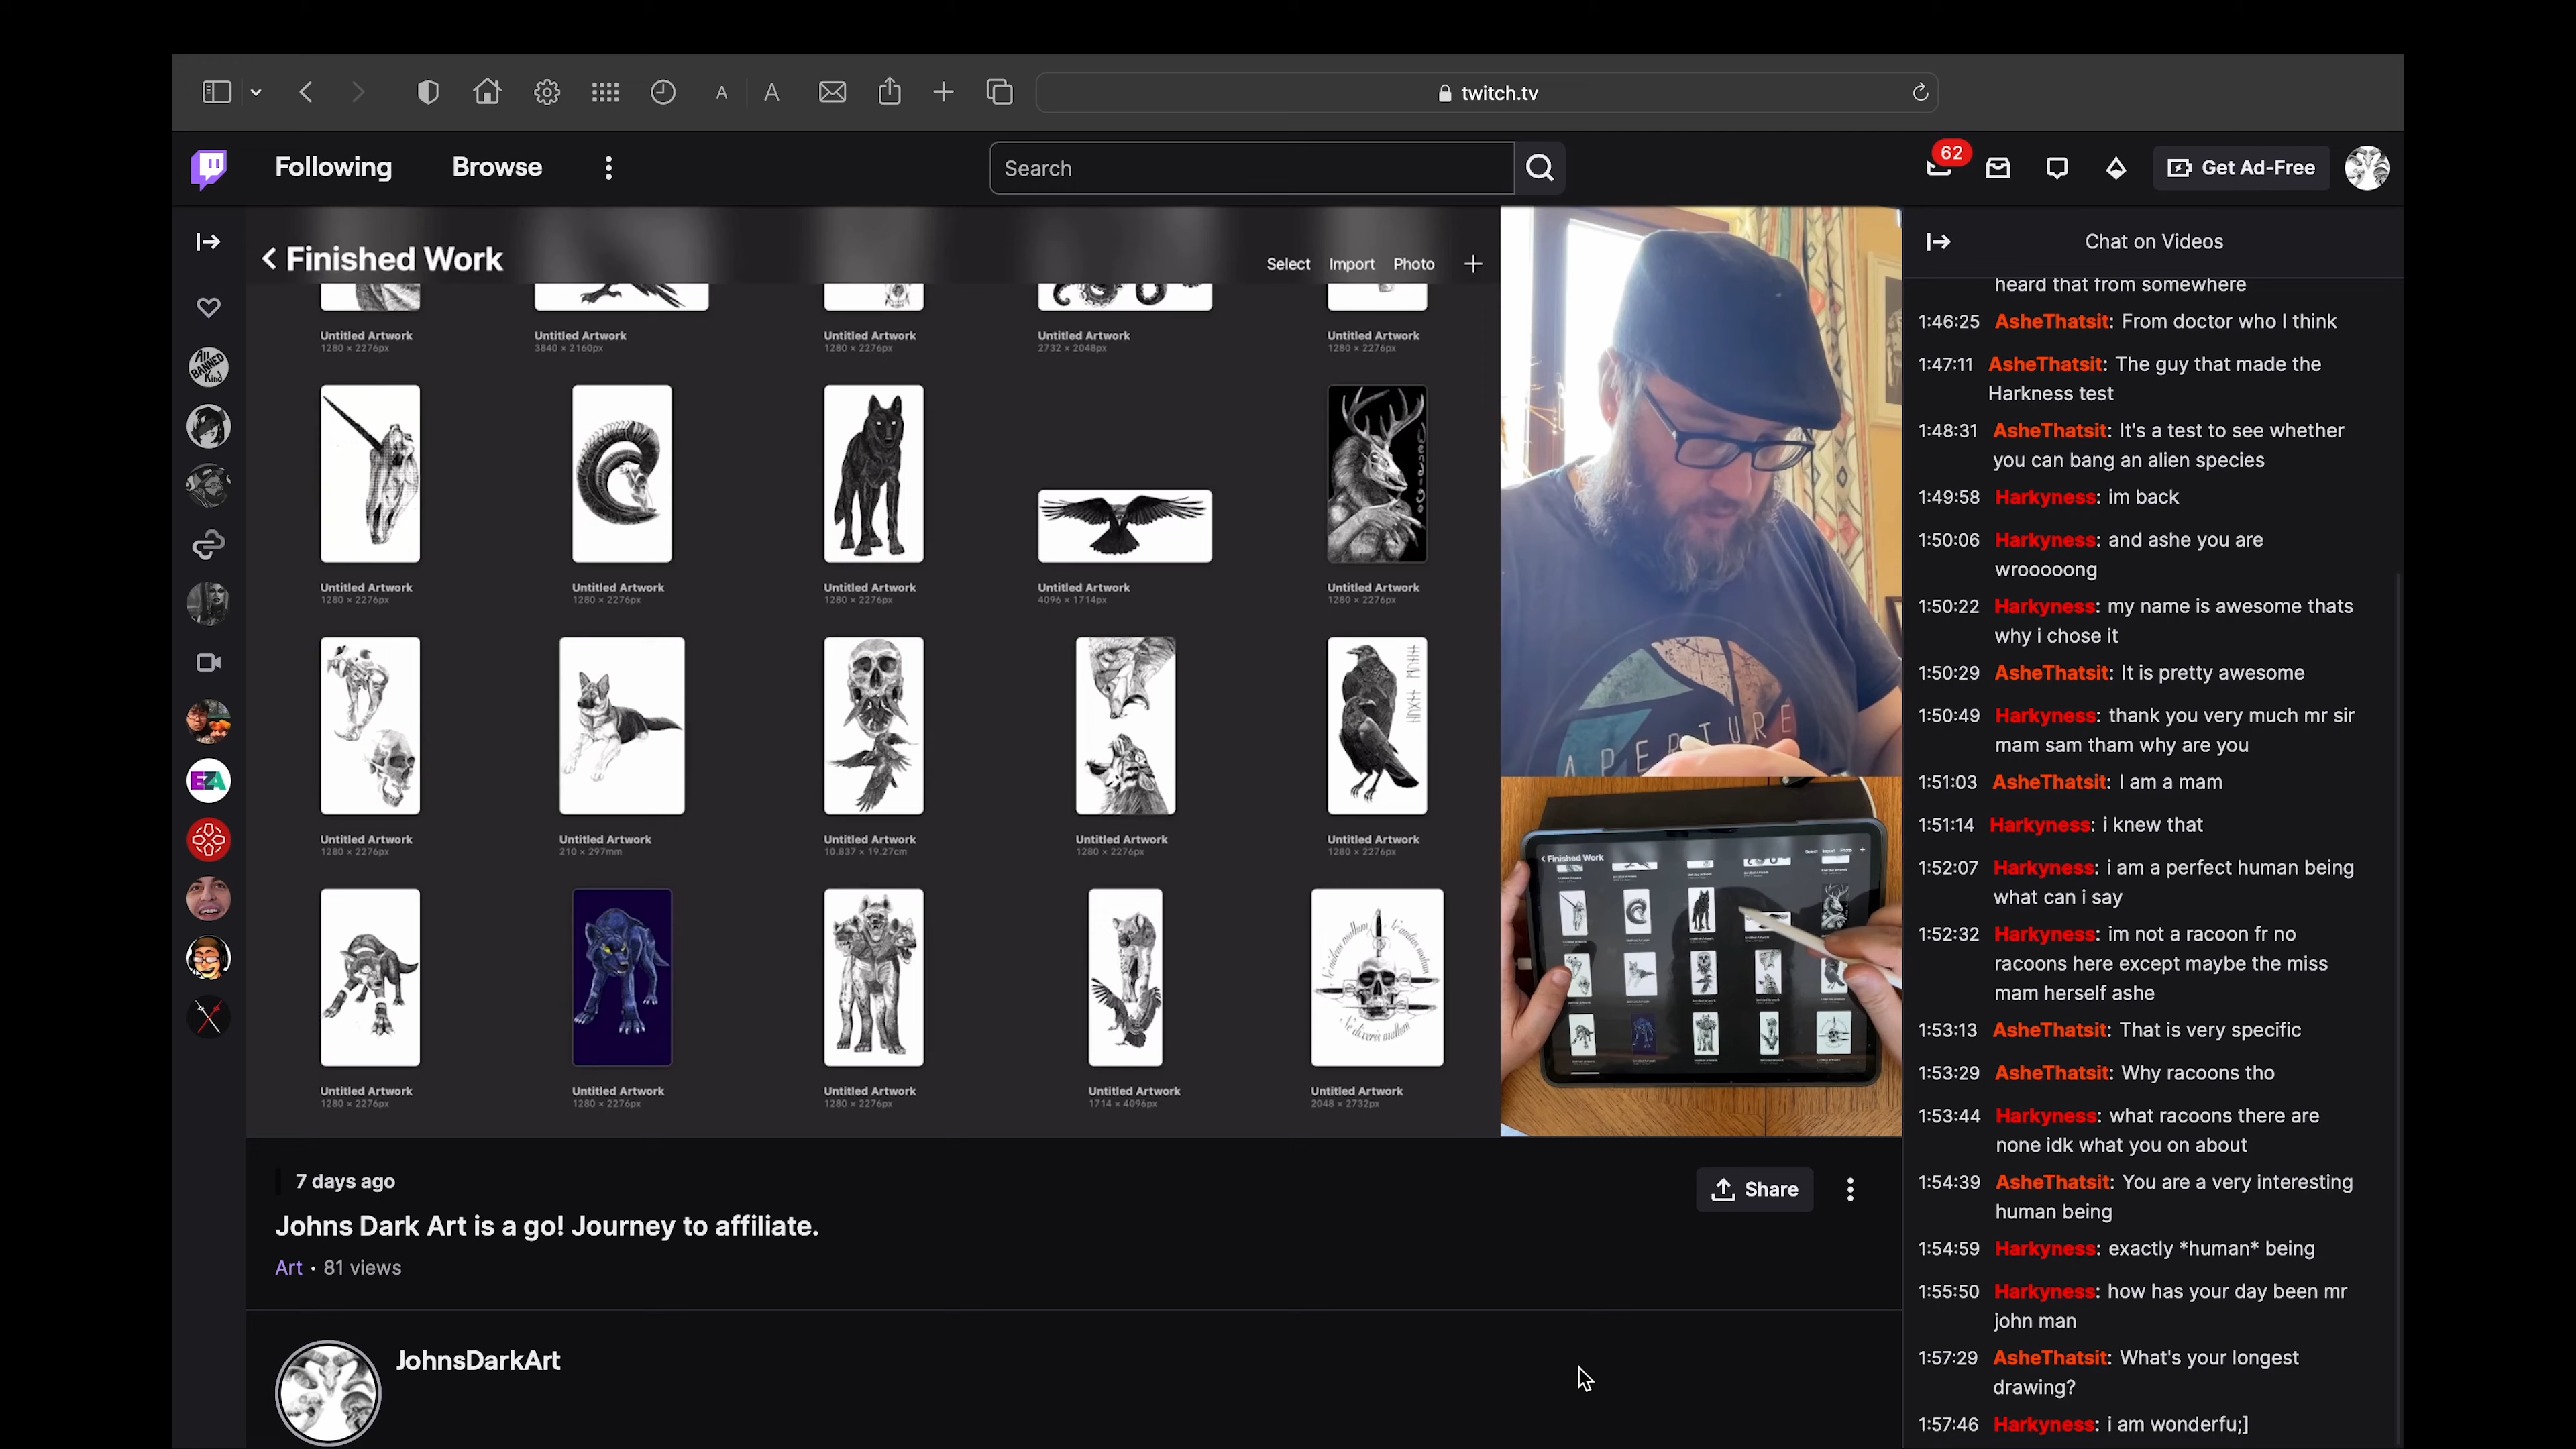 twitch.tv
Following
Browse
Search
62
Get Ad-Free
Finished Work
Select
Import
Photo
Untitled Artwork
1280 × 2276px
Untitled Artwork
3840 × 2160px
Untitled Artwork
1280 × 2276px
Untitled Artwork
2732 × 2048px
Untitled Artwork
1280 × 2276px
Untitled Artwork
1280 × 2276px
Untitled Artwork
1280 × 2276px
Untitled Artwork
1280 × 2276px
Untitled Artwork
4096 × 1714px
Untitled Artwork
1280 × 2276px
Untitled Artwork
1280 × 2276px
Untitled Artwork
210 × 297mm
Untitled Artwork
10.837 × 19.27cm
Untitled Artwork
1280 × 2276px
Untitled Artwork
1280 × 2276px
Untitled Artwork
1280 × 2276px
Untitled Artwork
1280 × 2276px
Untitled Artwork
1280 × 2276px
Untitled Artwork
1714 × 4096px
Untitled Artwork
2048 × 2732px
APERTURE
Finished Work
All
BANNED
Kind
EZA
7 days ago
Share
Johns Dark Art is a go! Journey to affiliate.
Art • 81 views
JohnsDarkArt
Chat on Videos
heard that from somewhere
1:46:25 AsheThatsit: From doctor who I think
1:47:11 AsheThatsit: The guy that made the
Harkness test
1:48:31 AsheThatsit: It's a test to see whether
you can bang an alien species
1:49:58 Harkyness: im back
1:50:06 Harkyness: and ashe you are
wrooooong
1:50:22 Harkyness: my name is awesome thats
why i chose it
1:50:29 AsheThatsit: It is pretty awesome
1:50:49 Harkyness: thank you very much mr sir
mam sam tham why are you
1:51:03 AsheThatsit: I am a mam
1:51:14 Harkyness: i knew that
1:52:07 Harkyness: i am a perfect human being
what can i say
1:52:32 Harkyness: im not a racoon fr no
racoons here except maybe the miss
mam herself ashe
1:53:13 AsheThatsit: That is very specific
1:53:29 AsheThatsit: Why racoons tho
1:53:44 Harkyness: what racoons there are
none idk what you on about
1:54:39 AsheThatsit: You are a very interesting
human being
1:54:59 Harkyness: exactly *human* being
1:55:50 Harkyness: how has your day been mr
john man
1:57:29 AsheThatsit: What's your longest
drawing?
1:57:46 Harkyness: i am wonderfu;]